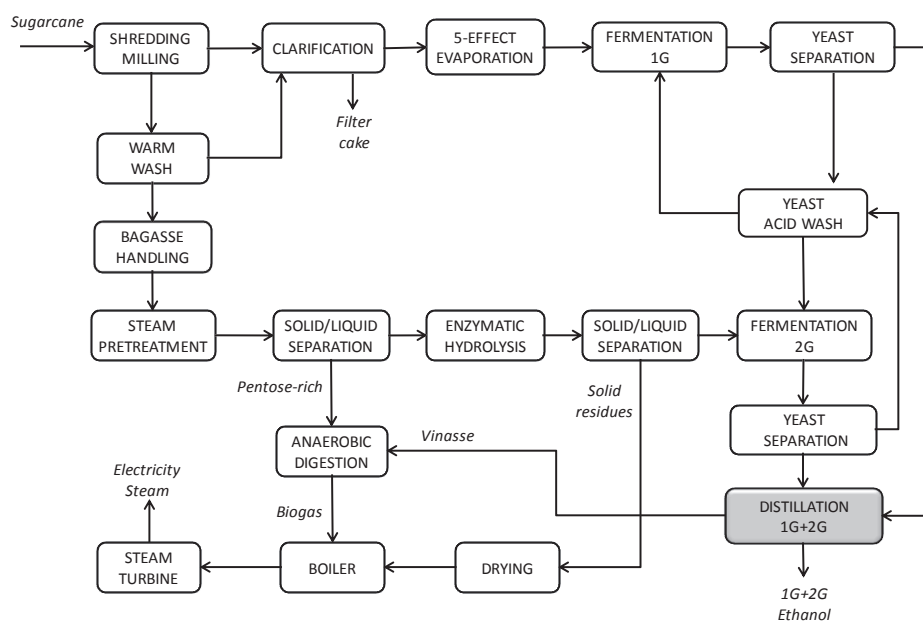 Sugarcane
SHREDDING
MILLING
CLARIFICATION
5-EFFECT
EVAPORATION
FERMENTATION
1G
YEAST
SEPARATION
Filter
cake
WARM
WASH
YEAST
ACID WASH
BAGASSE
HANDLING
STEAM
PRETREATMENT
SOLID/LIQUID
SEPARATION
ENZYMATIC
HYDROLYSIS
SOLID/LIQUID
SEPARATION
FERMENTATION
2G
Pentose-rich
Solid
residues
YEAST
SEPARATION
ANAEROBIC
DIGESTION
Vinasse
Electricity
Steam
Biogas
DISTILLATION
1G+2G
STEAM
TURBINE
BOILER
DRYING
1G+2G
Ethanol